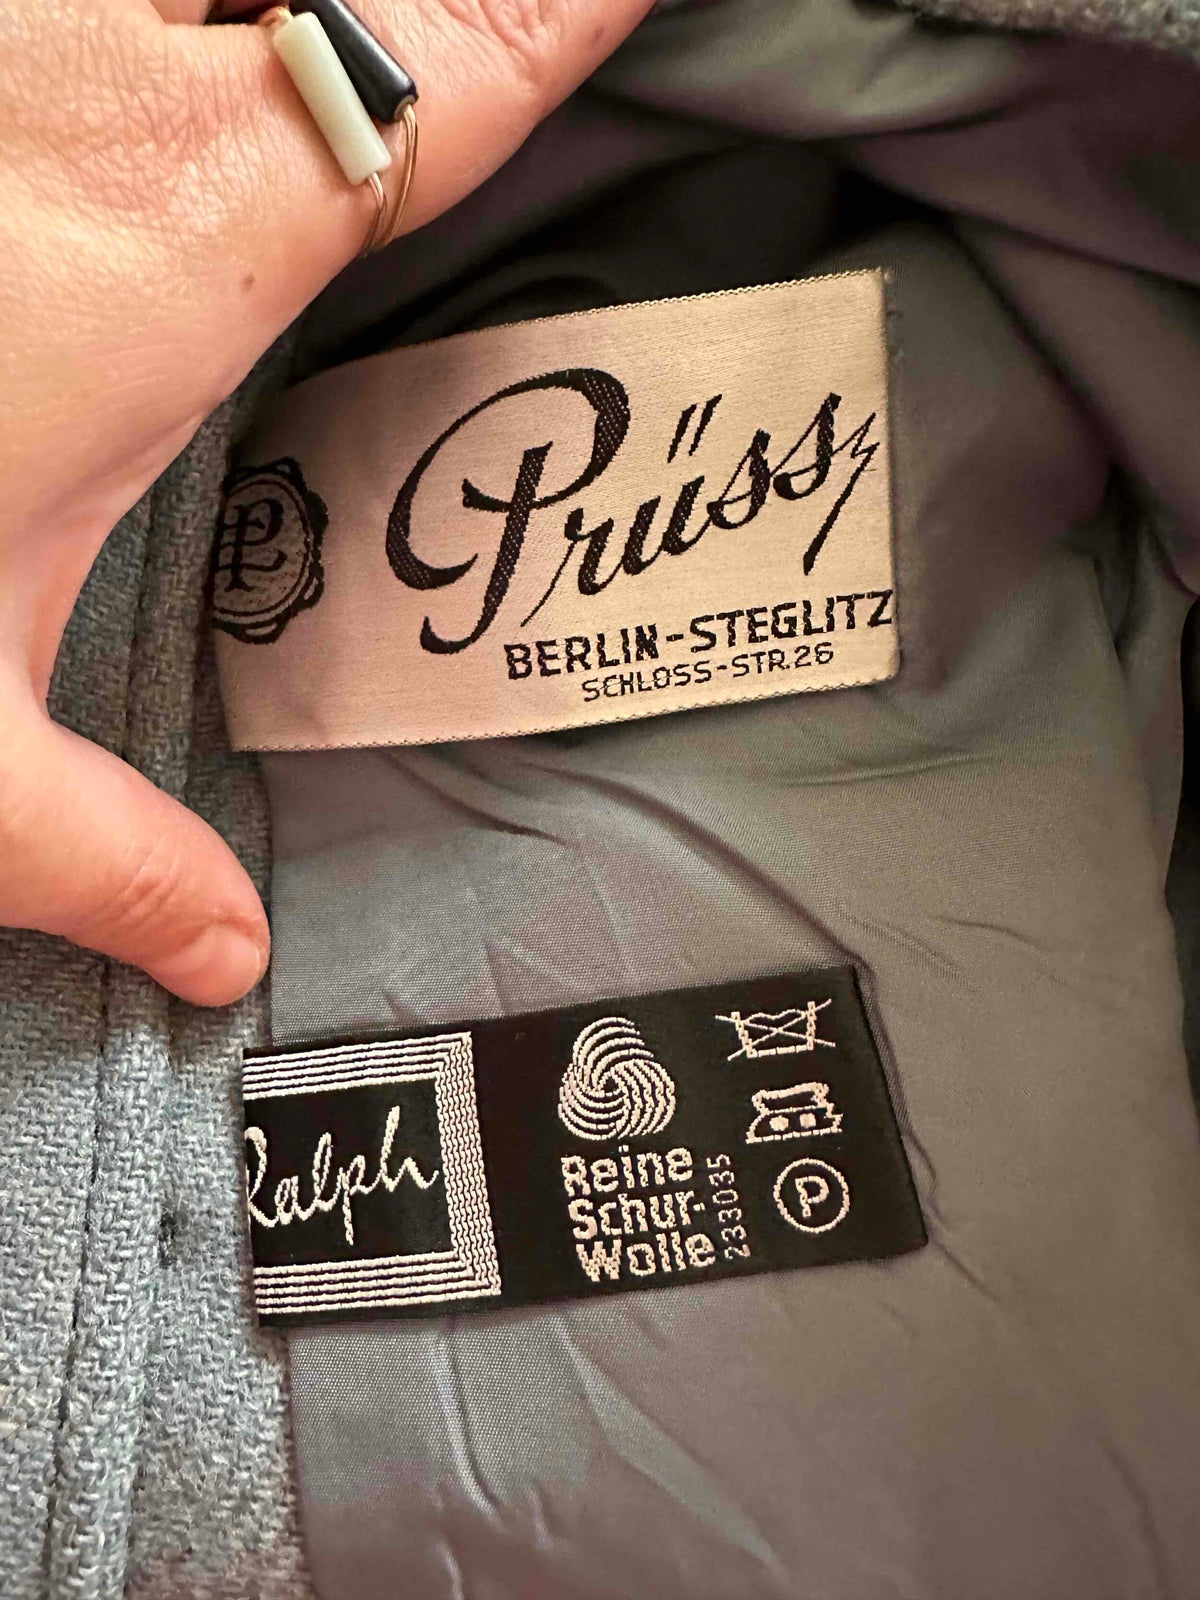 Prüss
BERLIN-STEGLITZ
SCHLOSS-STR.26
Ralph
Reine
Schur-
Wolle
233035
P